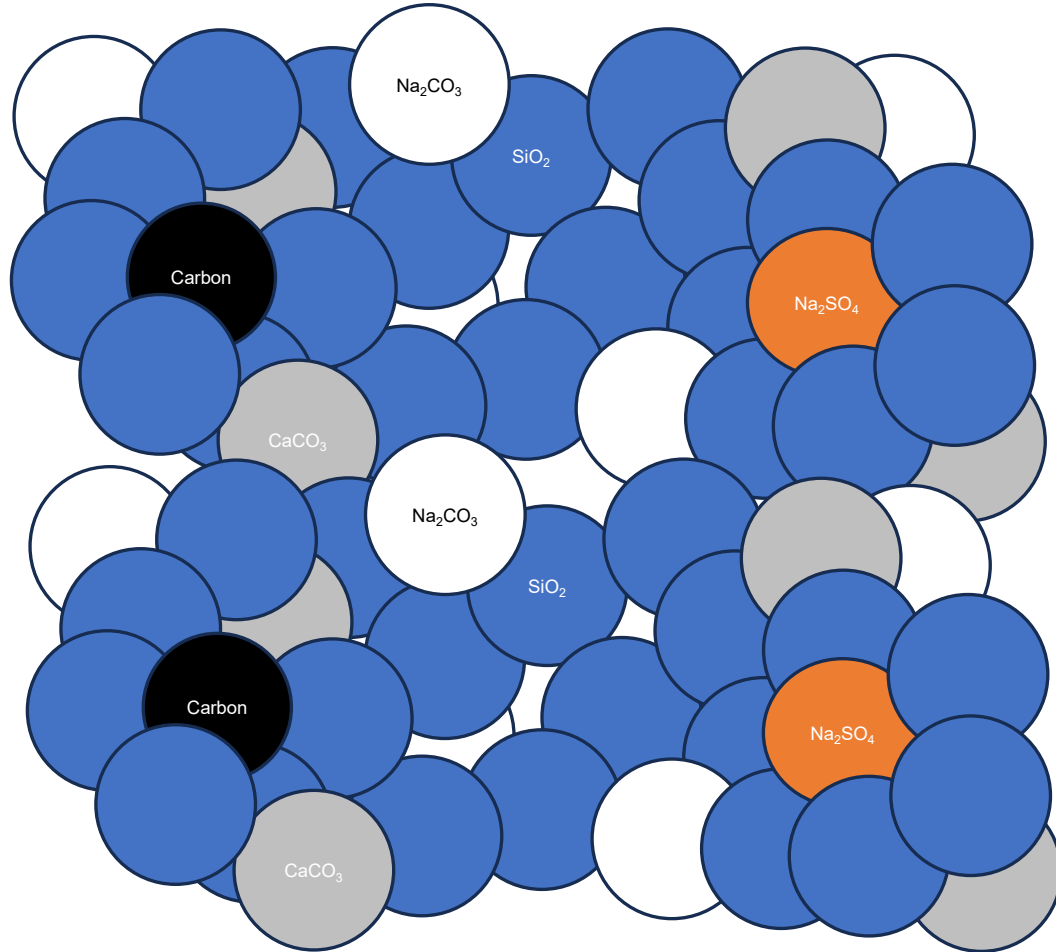 Na₂CO₃
SiO₂
Carbon
Na₂SO₄
CaCO₃
Na₂CO₃
SiO₂
Carbon
Na₂SO₄
CaCO₃